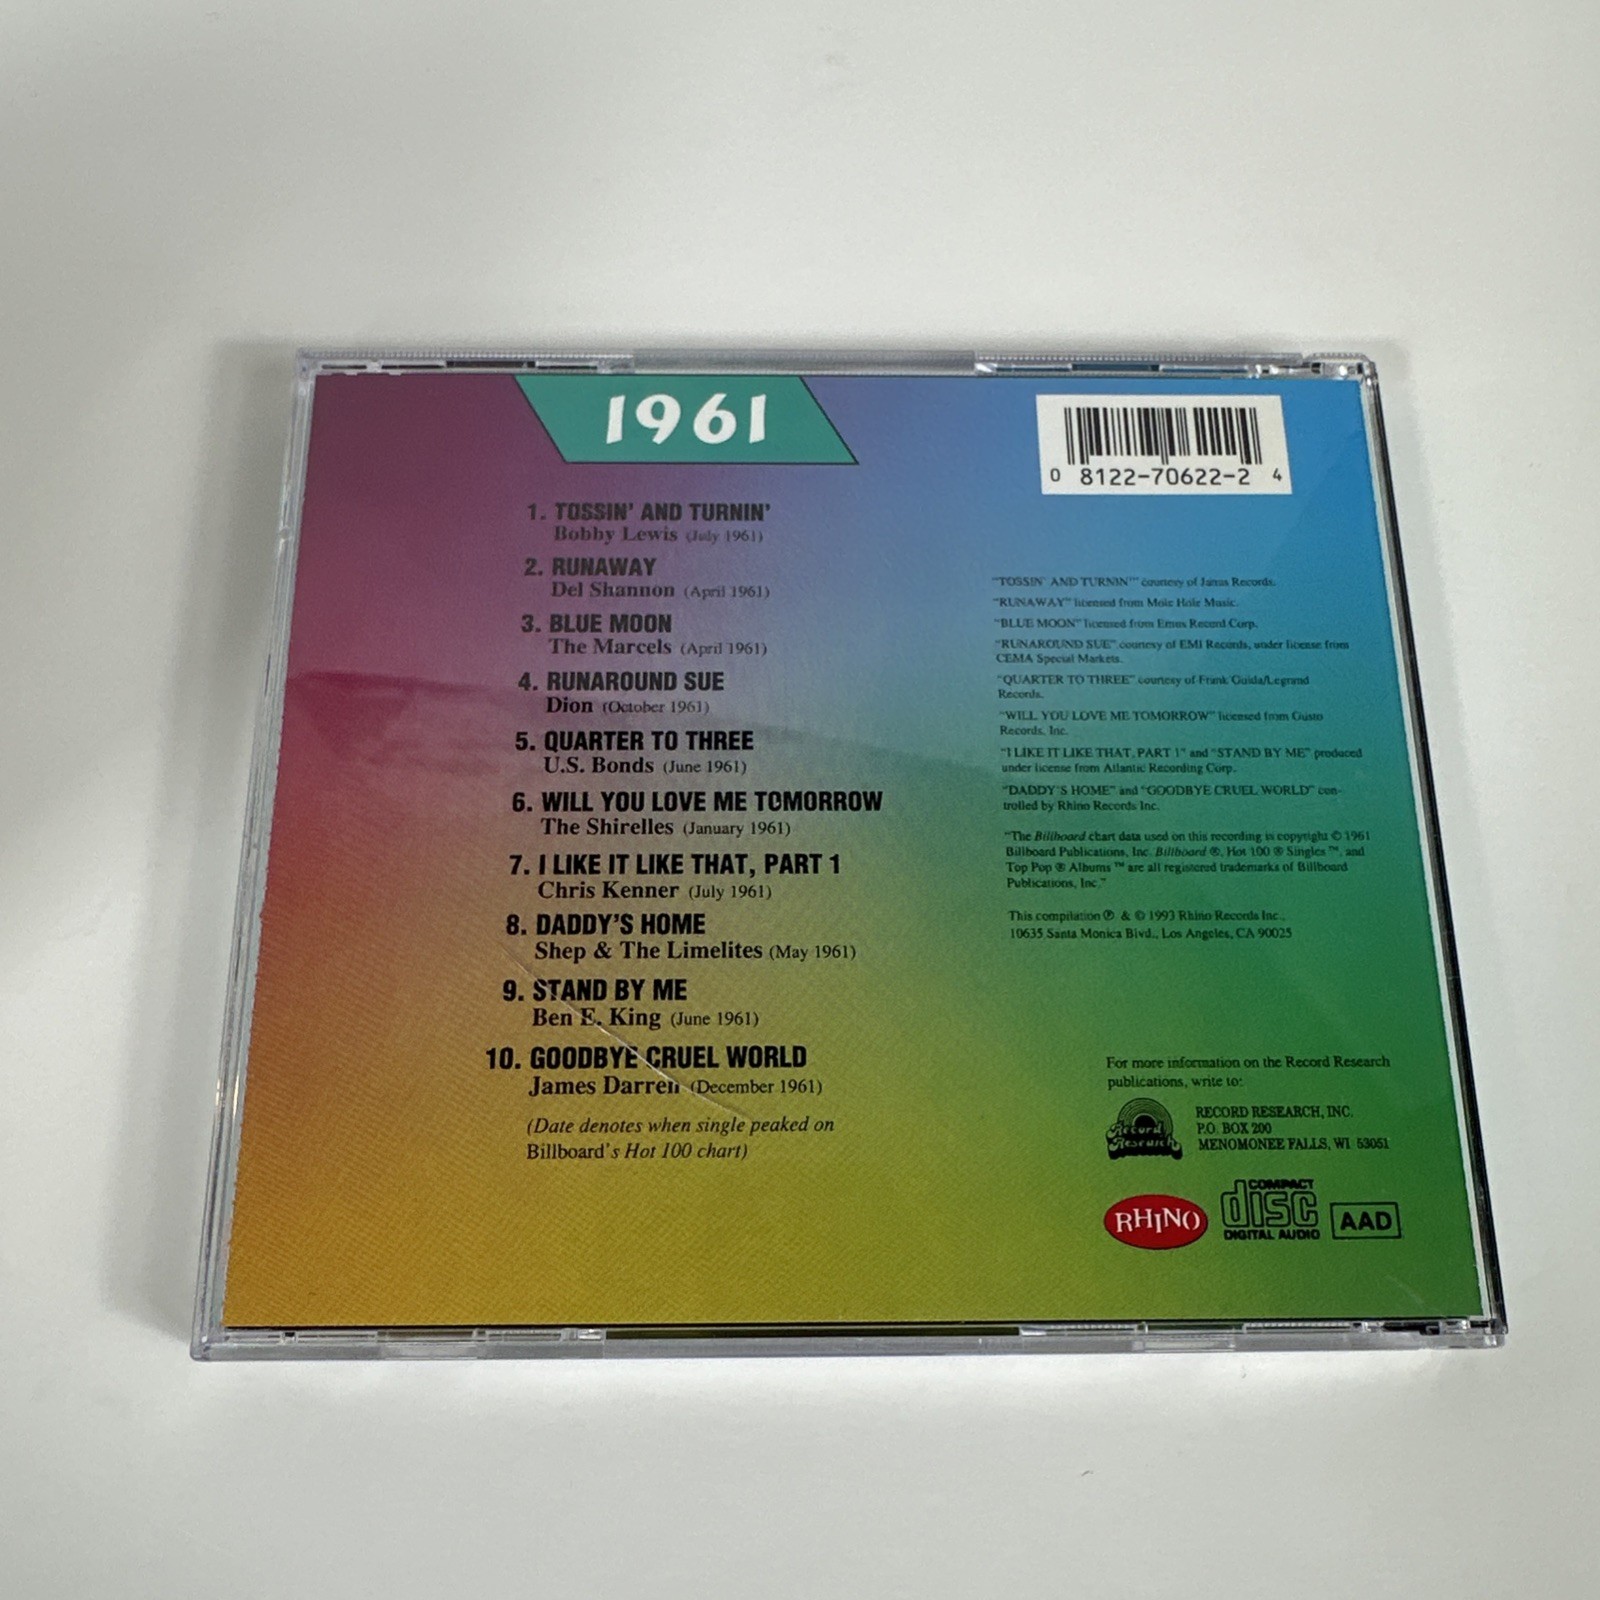 1961
0 8122-70622-2 4
1. TOSSIN' AND TURNIN'
Bobby Lewis (July 1961)
2. RUNAWAY
Del Shannon (April 1961)
3. BLUE MOON
The Marcels (April 1961)
4. RUNAROUND SUE
Dion (October 1961)
5. QUARTER TO THREE
U.S. Bonds (June 1961)
6. WILL YOU LOVE ME TOMORROW
The Shirelles (January 1961)
7. I LIKE IT LIKE THAT, PART 1
Chris Kenner (July 1961)
8. DADDY'S HOME
Shep & The Limelites (May 1961)
9. STAND BY ME
Ben E. King (June 1961)
10. GOODBYE CRUEL WORLD
James Darren (December 1961)
(Date denotes when single peaked on
Billboard's Hot 100 chart)
"TOSSIN' AND TURNIN'" courtesy of Janus Records.
"RUNAWAY" licensed from Mole Hole Music.
"BLUE MOON" licensed from Emus Record Corp.
"RUNAROUND SUE" courtesy of EMI Records, under license from
CEMA Special Markets.
"QUARTER TO THREE" courtesy of Frank Guida/Legrand
Records.
"WILL YOU LOVE ME TOMORROW" licensed from Gusto
Records, Inc.
"I LIKE IT LIKE THAT, PART 1" and "STAND BY ME" produced
under license from Atlantic Recording Corp.
"DADDY'S HOME" and "GOODBYE CRUEL WORLD" con-
trolled by Rhino Records Inc.
"The Billboard chart data used on this recording is copyright © 1961
Billboard Publications, Inc. Billboard ®, Hot 100 ® Singles ™, and
Top Pop ® Albums ™ are all registered trademarks of Billboard
Publications, Inc."
This compilation ℗ & © 1993 Rhino Records Inc.,
10635 Santa Monica Blvd., Los Angeles, CA 90025
For more information on the Record Research
publications, write to:
Record
Research
RECORD RESEARCH, INC.
P.O. BOX 200
MENOMONEE FALLS, WI 53051
RHINO
COMPACT
disc
DIGITAL AUDIO
AAD